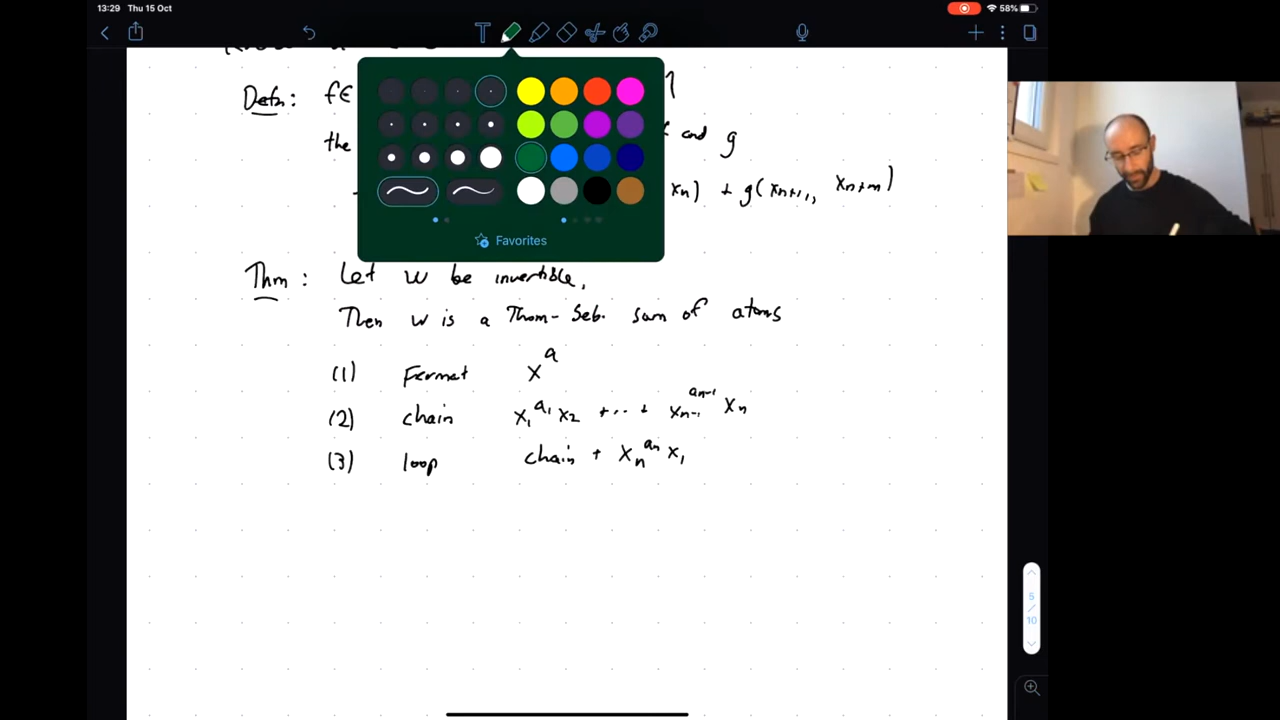 13:29 Thu 15 Oct
58%
Defn: f∈
the and g
xn) + g(xn+1, xn+m)
Favorites
Thm: Let w be invertible,
Then w is a Thom-Seb. sum of atoms
(1) Fermat x^a
(2) chain x₁^a₁ x₂ +..+ xₙ₋₁^aₙ₋₁ xₙ
(3) loop chain + xₙ^aₙ x₁
5
/
10